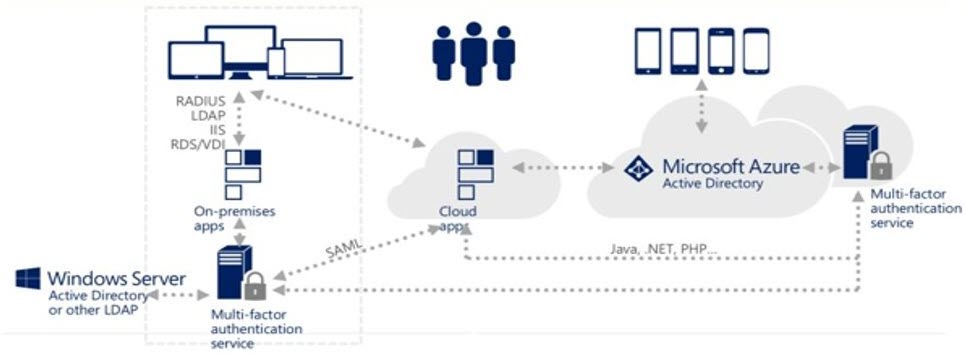 RADIUS
LDAP
IIS
RDS/VDI
On-premises
apps
Cloud
app
Microsoft Azure
Active Directory
Multi-factor
authentication
service
SAML
Java, .NET, PHP...
Windows Server
Active Directory
or other LDAP
Multi-factor
authentication
service